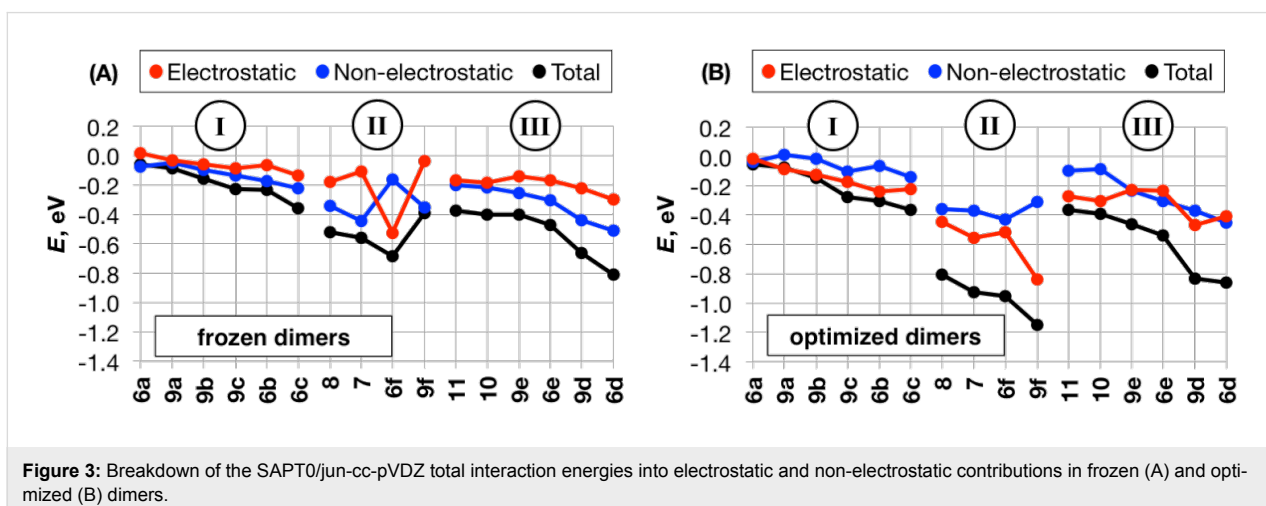 (A) Electrostatic Non-electrostatic Total
I II III
0.2
0.0
-0.2
-0.4
-0.6
-0.8
-1.0
-1.2
-1.4
E, eV
frozen dimers
6a 9a 9b 9c 6b 6c 8 7 6f 9f 11 10 9e 6e 9d 6d
(B) Electrostatic Non-electrostatic Total
I II III
0.2
0.0
-0.2
-0.4
-0.6
-0.8
-1.0
-1.2
-1.4
E, eV
optimized dimers
6a 9a 9b 9c 6b 6c 8 7 6f 9f 11 10 9e 6e 9d 6d
Figure 3: Breakdown of the SAPT0/jun-cc-pVDZ total interaction energies into electrostatic and non-electrostatic contributions in frozen (A) and opti-
mized (B) dimers.